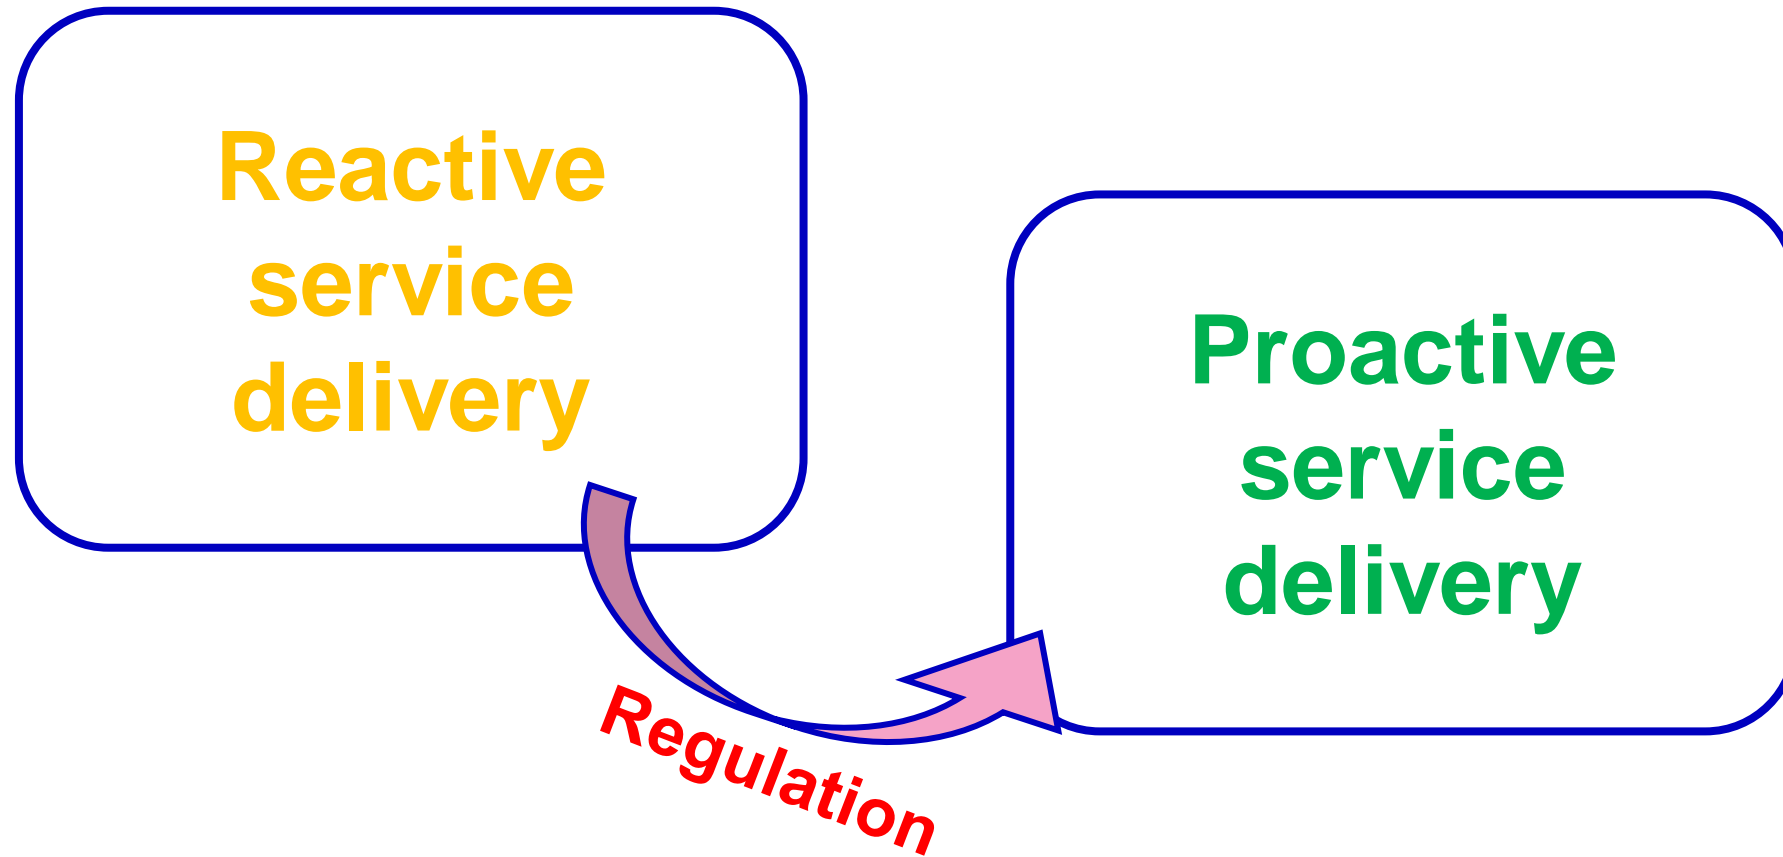 Reactive
service
delivery
Proactive
service
delivery
Regulation